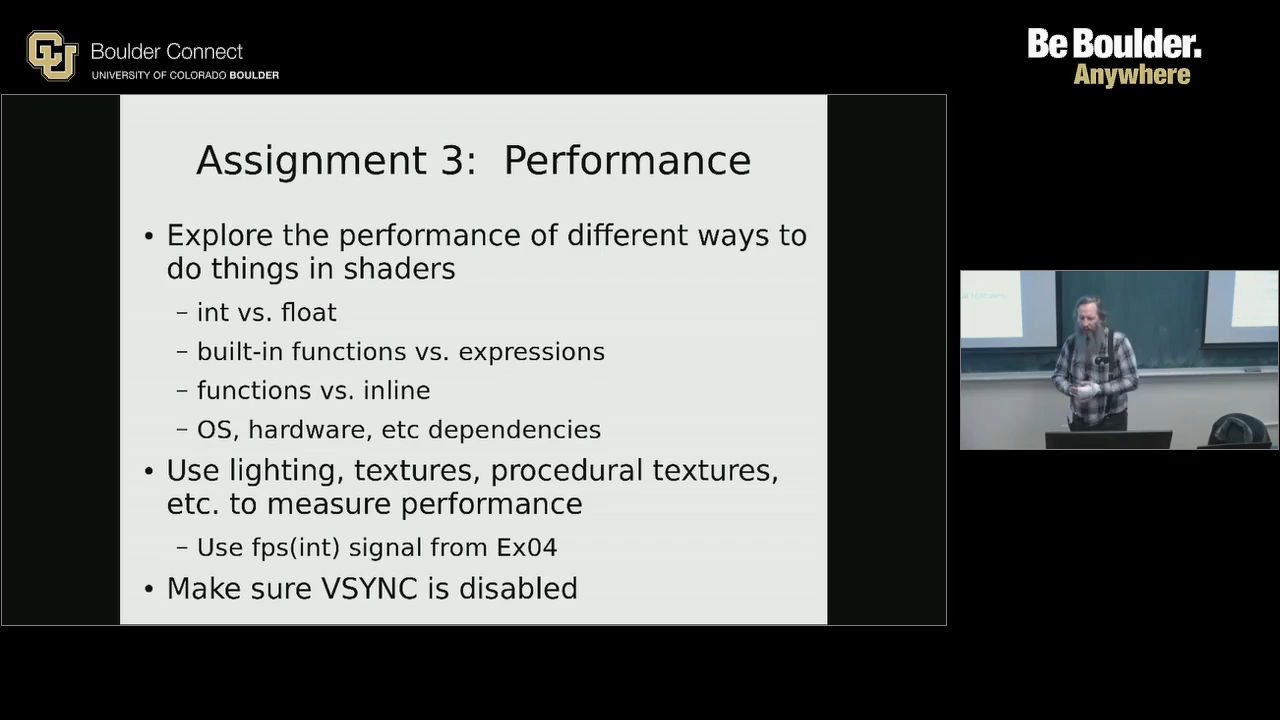 CU
Boulder Connect
UNIVERSITY OF COLORADO BOULDER
Be Boulder.
Anywhere
Assignment 3: Performance
• Explore the performance of different ways to
do things in shaders
– int vs. float
– built-in functions vs. expressions
– functions vs. inline
– OS, hardware, etc dependencies
• Use lighting, textures, procedural textures,
etc. to measure performance
– Use fps(int) signal from Ex04
• Make sure VSYNC is disabled